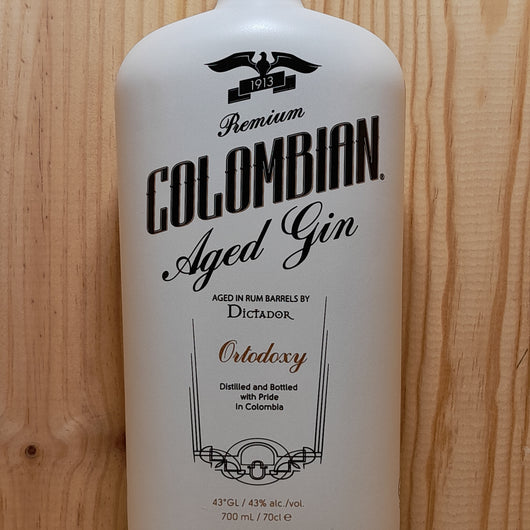 1913
Premium
COLOMBIAN®
Aged Gin
AGED IN RUM BARRELS BY
DICTADOR
Ortodoxy
Distilled and Bottled
with Pride
in Colombia
43°GL / 43% alc./vol.
700 mL / 70cl ℮